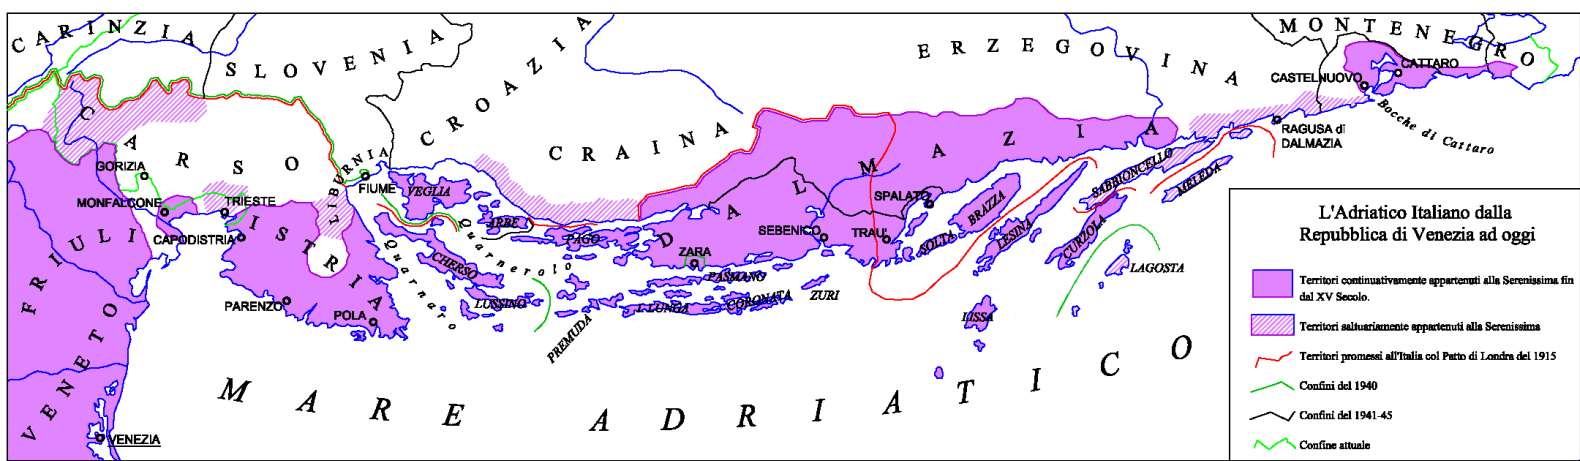 CARINZIA
SLOVENIA
CROAZIA
ERZEGOVINA
MONTENEGRO
CARSO
LIBURNIA
CRAINA
DALMAZIA
CASTELNUOVO
CATTARO
Bocche di Cattaro
RAGUSA di
DALMAZIA
GORIZIA
MONFALCONE
TRIESTE
CAPODISTRIA
FIUME
VEGLIA
ARBE
PAGO
FRIULI
ISTRIA
PARENZO
POLA
CHERSO
LUSSINO
Quarnaro
Quarnerolo
PREMUDA
ZARA
SEBENICO
TRAU'
SPALATO
PASMANO
I. LUNGA
CORONATA
ZURI
SOLTA
BRAZZA
LESINA
CURZOLA
SABBIONCELLO
MELEDA
LAGOSTA
LISSA
VENETO
VENEZIA
MARE ADRIATICO
L'Adriatico Italiano dalla
Repubblica di Venezia ad oggi
Territori continuativamente appartenuti alla Serenissima fin
dal XV Secolo.
Territori saltuariamente appartenuti alla Serenissima
Territori promessi all'Italia col Patto di Londra del 1915
Confini del 1940
Confini del 1941-45
Confine attuale